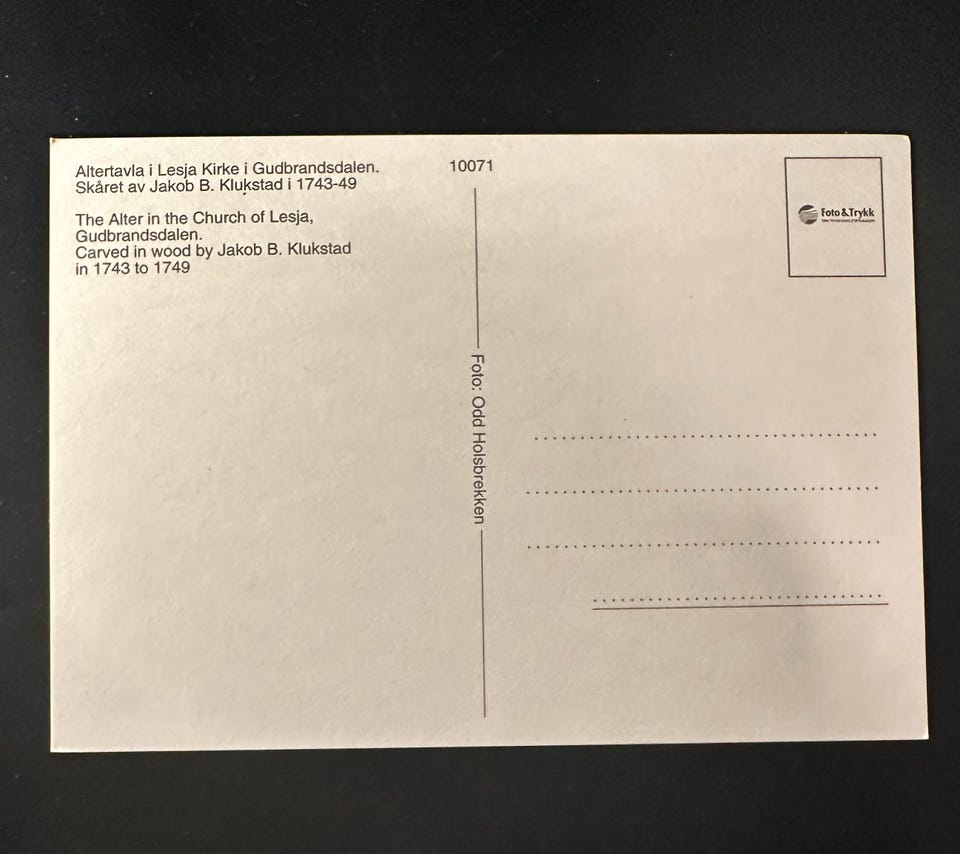 Altertavla i Lesja Kirke i Gudbrandsdalen.
Skåret av Jakob B. Klukstad i 1743-49
The Alter in the Church of Lesja,
Gudbrandsdalen.
Carved in wood by Jakob B. Klukstad
in 1743 to 1749
10071
Foto: Odd Holsbrekken
Foto & Trykk